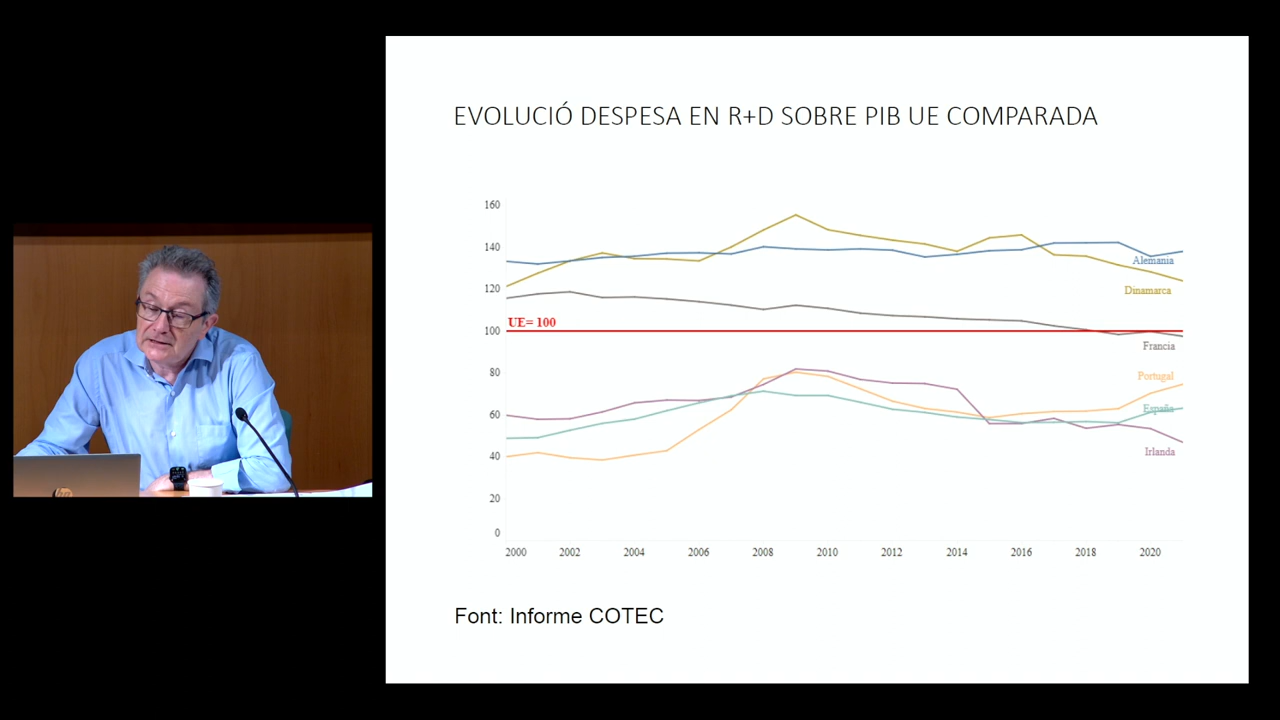 EVOLUCIÓ DESPESA EN R+D SOBRE PIB UE COMPARADA
160
140
120
100
80
60
40
20
0
UE= 100
Alemania
Dinamarca
Francia
Portugal
España
Irlanda
2000 2002 2004 2006 2008 2010 2012 2014 2016 2018 2020
Font: Informe COTEC
hp